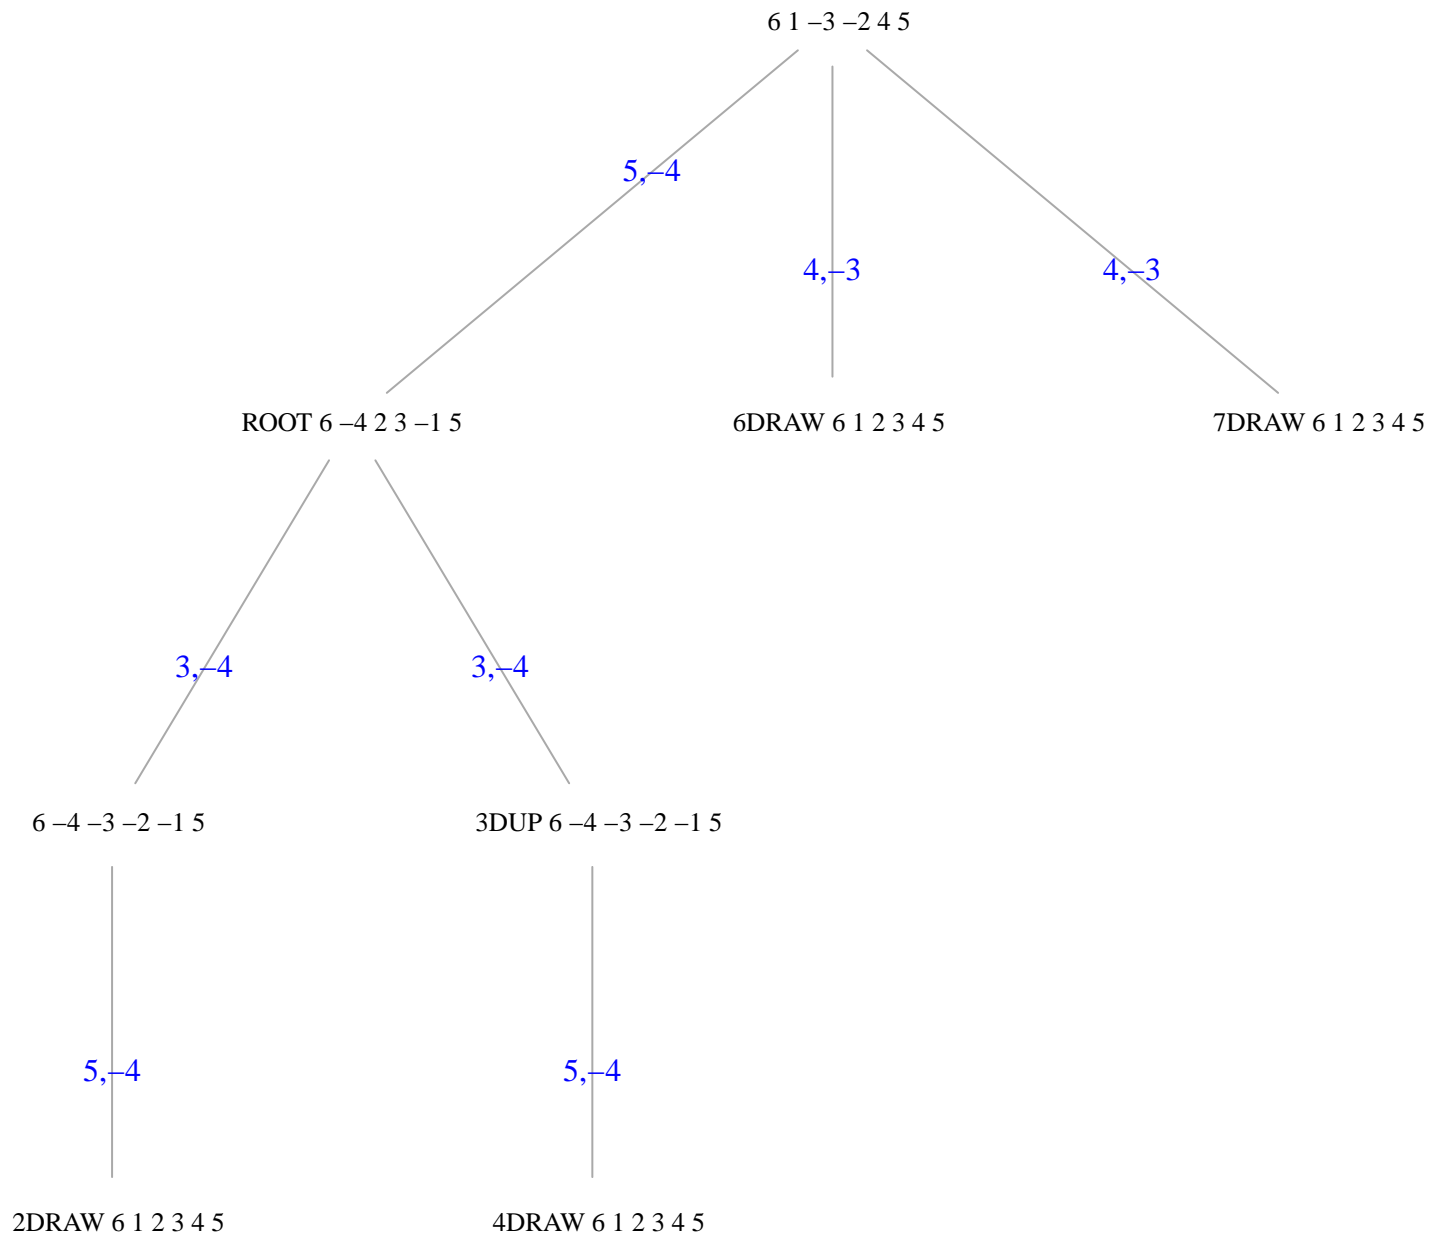 6 1 –3 –2 4 5
5,–4
4,–3
4,–3
ROOT 6 –4 2 3 –1 5
6DRAW 6 1 2 3 4 5
7DRAW 6 1 2 3 4 5
3,–4
3,–4
6 –4 –3 –2 –1 5
3DUP 6 –4 –3 –2 –1 5
5,–4
5,–4
2DRAW 6 1 2 3 4 5
4DRAW 6 1 2 3 4 5